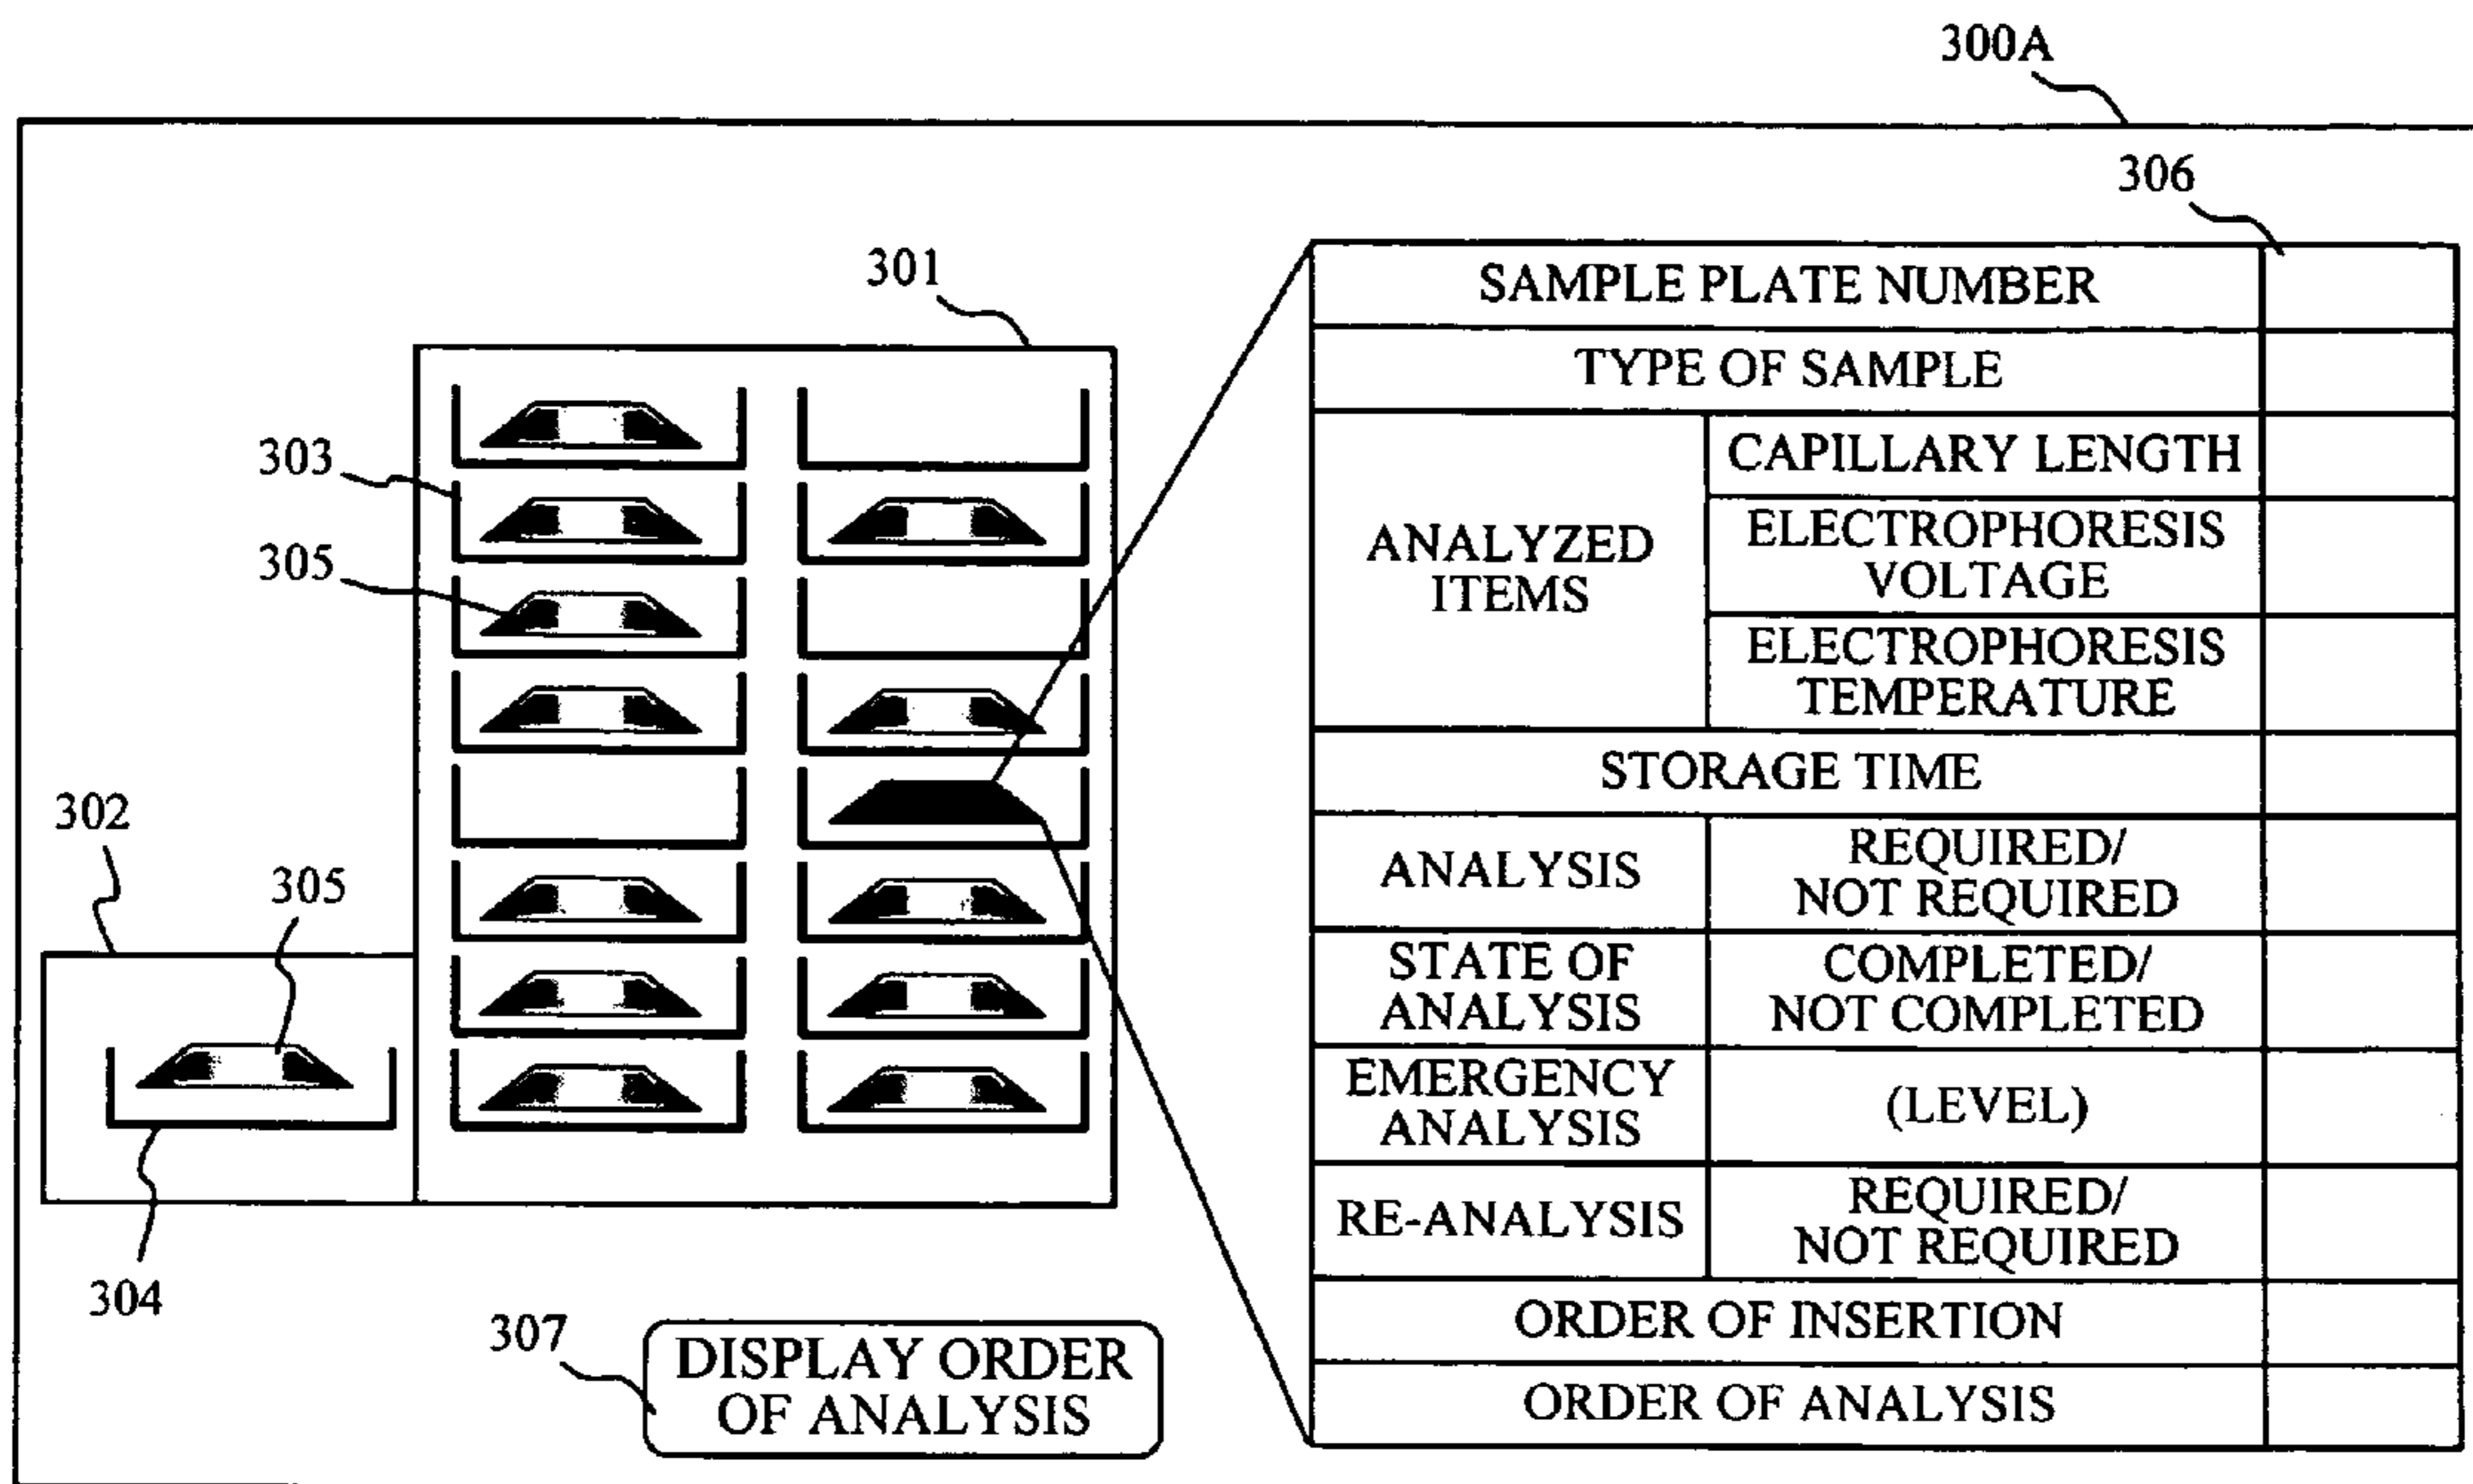 300A
306
301
303
305
302
305
304
307
DISPLAY ORDER
OF ANALYSIS
SAMPLE PLATE NUMBER
TYPE OF SAMPLE
ANALYZED
ITEMS
CAPILLARY LENGTH
ELECTROPHORESIS
VOLTAGE
ELECTROPHORESIS
TEMPERATURE
STORAGE TIME
ANALYSIS
REQUIRED/
NOT REQUIRED
STATE OF
ANALYSIS
COMPLETED/
NOT COMPLETED
EMERGENCY
ANALYSIS
(LEVEL)
RE-ANALYSIS
REQUIRED/
NOT REQUIRED
ORDER OF INSERTION
ORDER OF ANALYSIS